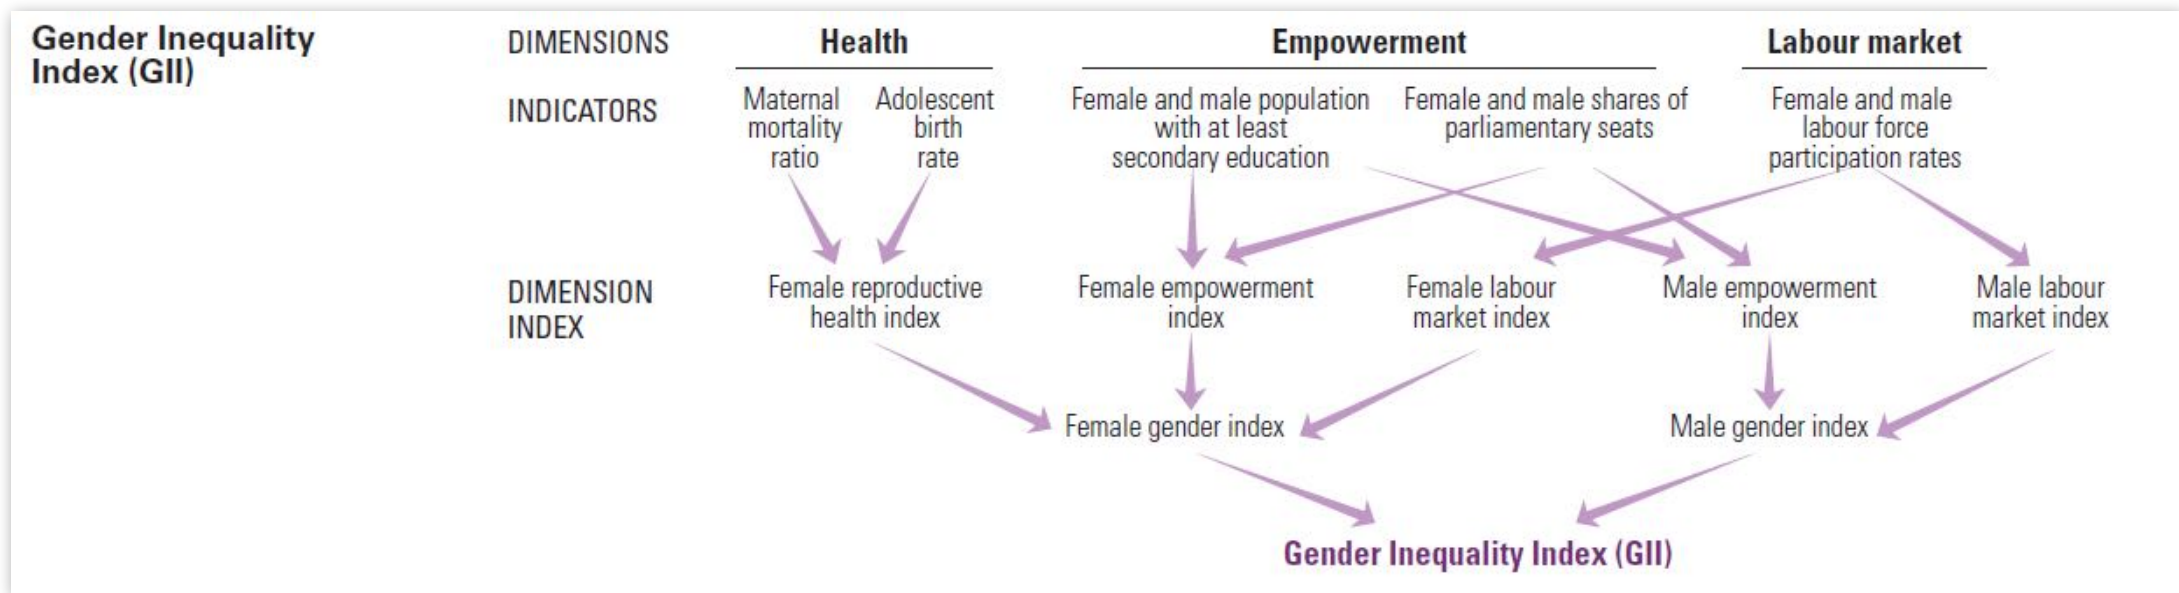 Gender Inequality
Index (GII)
DIMENSIONS
Health
Empowerment
Labour market
INDICATORS
Maternal
mortality
ratio
Adolescent
birth
rate
Female and male population
with at least
secondary education
Female and male shares of
parliamentary seats
Female and male
labour force
participation rates
DIMENSION
INDEX
Female reproductive
health index
Female empowerment
index
Female labour
market index
Male empowerment
index
Male labour
market index
Female gender index
Male gender index
Gender Inequality Index (GII)